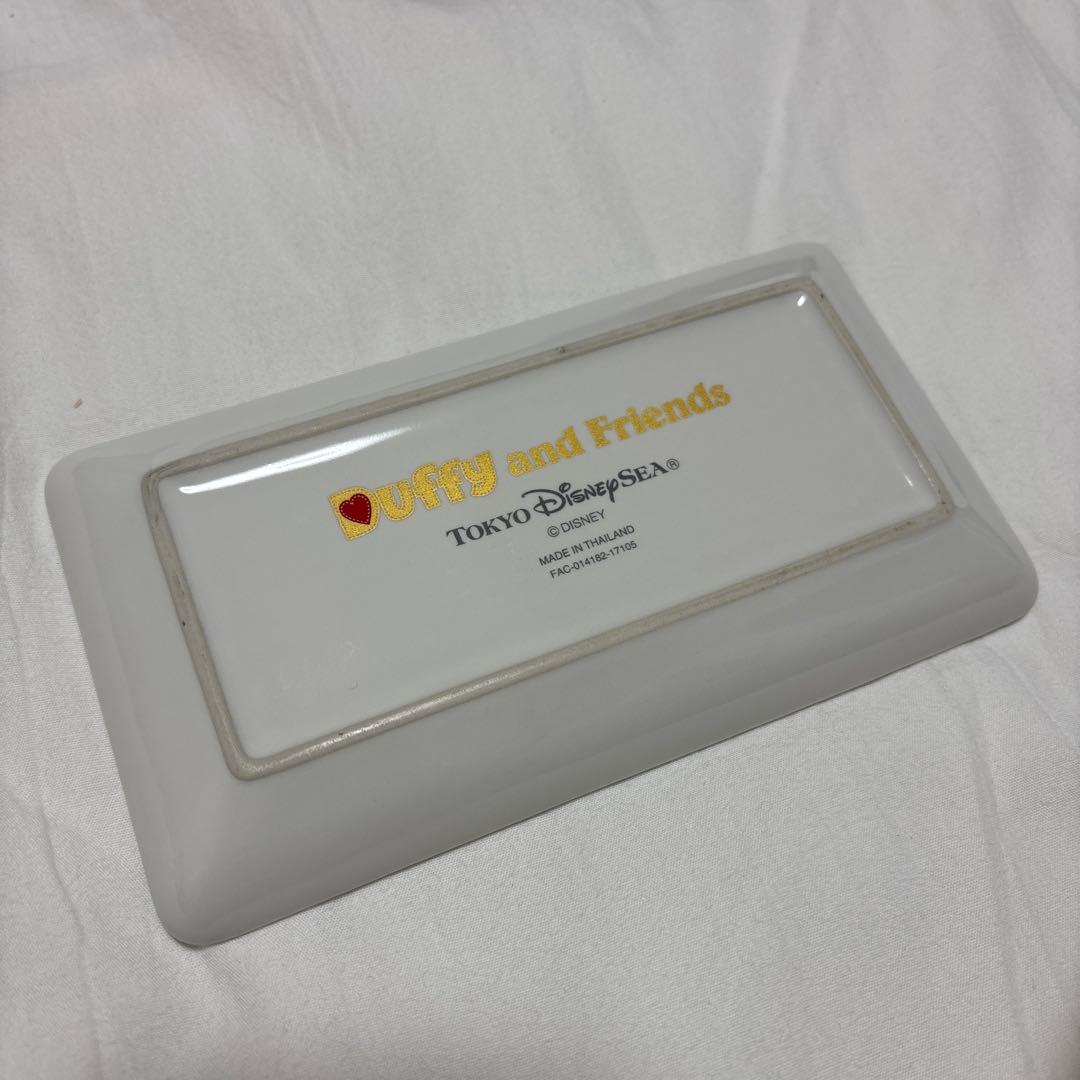 Duffy and Friends
TOKYO DISNEYSEA®
© DISNEY
MADE IN THAILAND
FAC-014182-17105